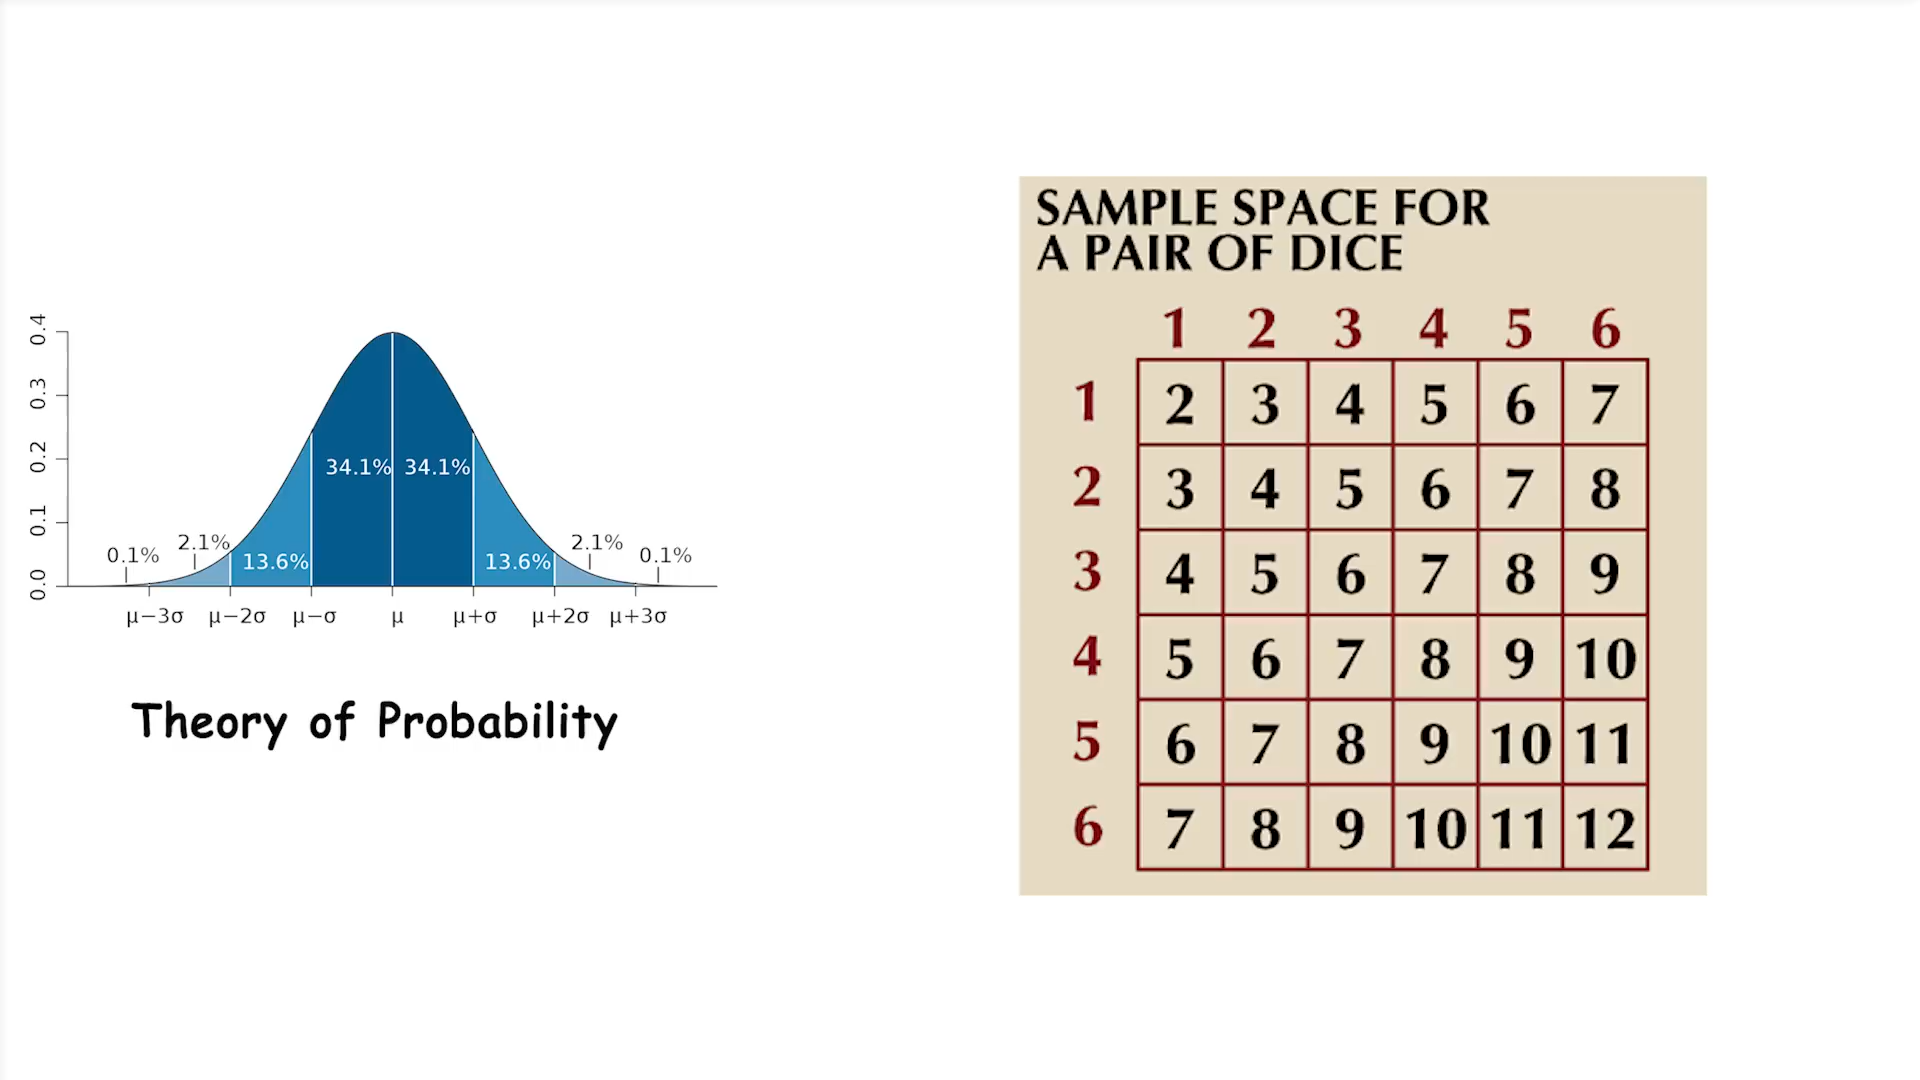 0.4
0.3
0.2
0.1
0.0
34.1% 34.1%
0.1% 2.1% 13.6% 13.6% 2.1% 0.1%
μ−3σ μ−2σ μ−σ μ μ+σ μ+2σ μ+3σ
Theory of Probability
SAMPLE SPACE FOR
A PAIR OF DICE
1 2 3 4 5 6
1 2 3 4 5 6 7
2 3 4 5 6 7 8
3 4 5 6 7 8 9
4 5 6 7 8 9 10
5 6 7 8 9 10 11
6 7 8 9 10 11 12